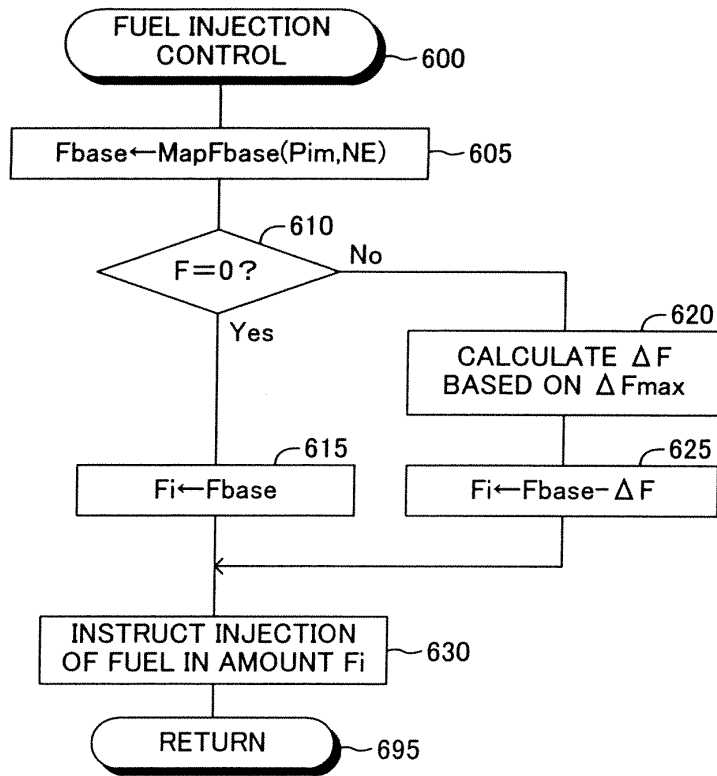 FUEL INJECTION
CONTROL
600
Fbase←MapFbase(Pim,NE)
605
610
F=0?
No
Yes
620
CALCULATE ΔF
BASED ON ΔFmax
615
Fi←Fbase
625
Fi←Fbase-ΔF
INSTRUCT INJECTION
OF FUEL IN AMOUNT Fi
630
RETURN
695